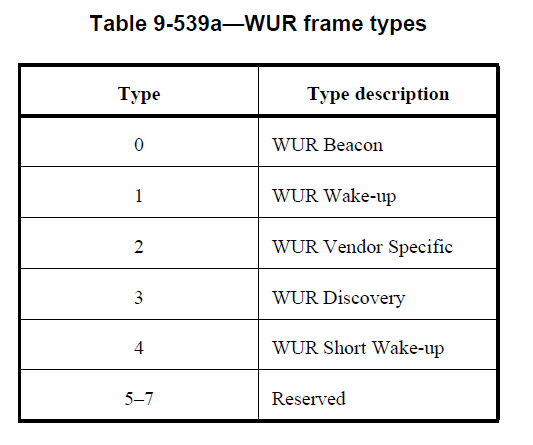 Table 9-539a—WUR frame types
Type Type description
0 WUR Beacon
1 WUR Wake-up
2 WUR Vendor Specific
3 WUR Discovery
4 WUR Short Wake-up
5–7 Reserved